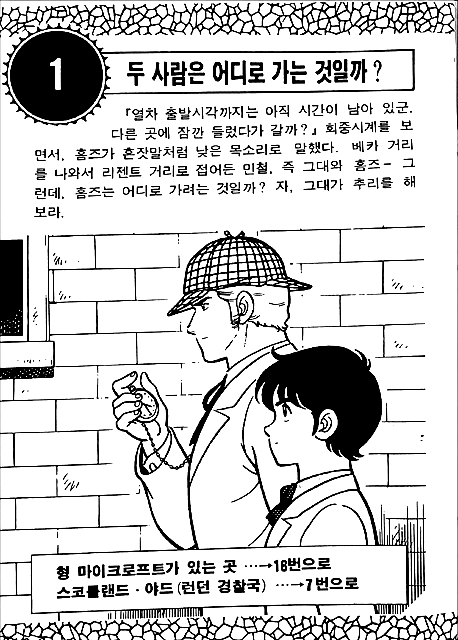 1
두 사람은 어디로 가는 것일까?
「열차 출발시각까지는 아직 시간이 남아 있군.
다른 곳에 잠깐 들렀다가 갈까?」 회중시계를 보
면서, 홈즈가 혼잣말처럼 낮은 목소리로 말했다. 베카 거리
를 나와서 리젠트 거리로 접어든 민철, 즉 그대와 홈즈- 그
런데, 홈즈는 어디로 가려는 것일까? 자, 그대가 추리를 해
보라.
형 마이크로프트가 있는 곳 …→18번으로
스코틀랜드·야드(런던 경찰국) …→7번으로